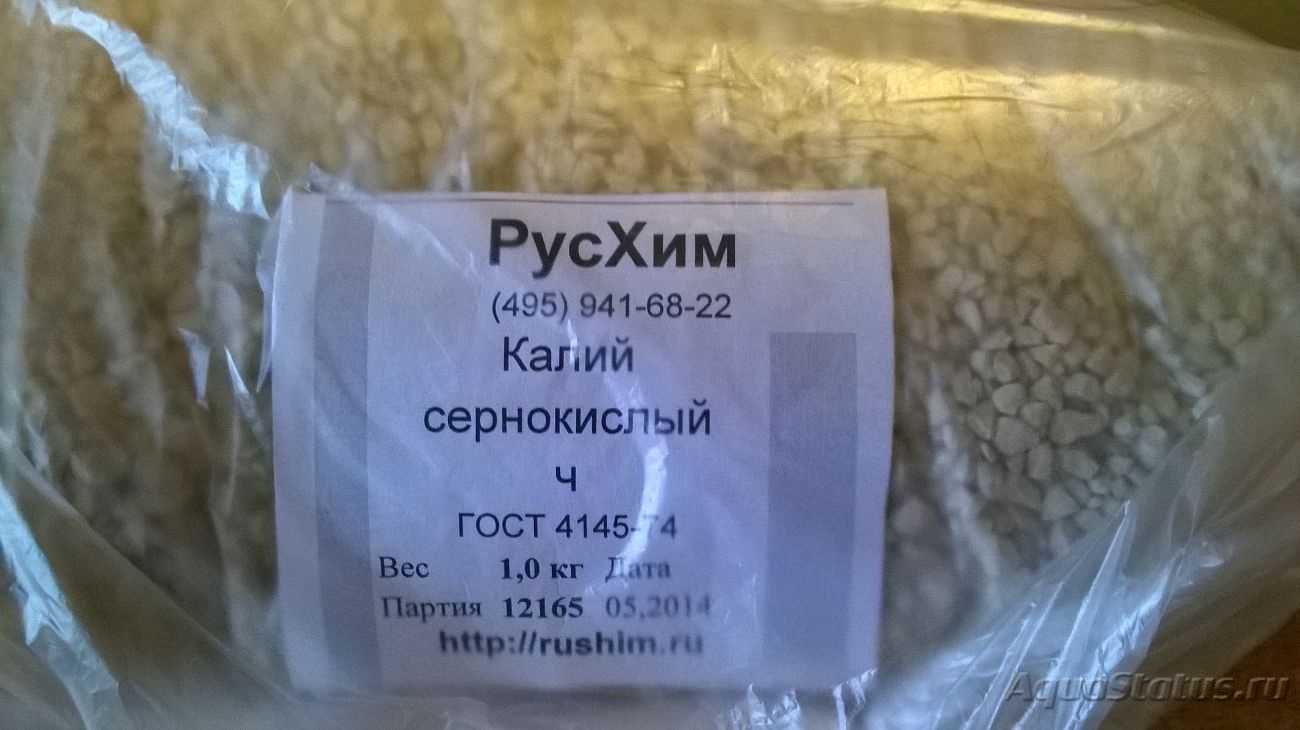 РусХим
(495) 941-68-22
Калий
сернокислый
ч
ГОСТ 4145-74
Вес 1,0 кг Дата
Партия 12165 05,2014
http://rushim.ru
AquaStatus.ru